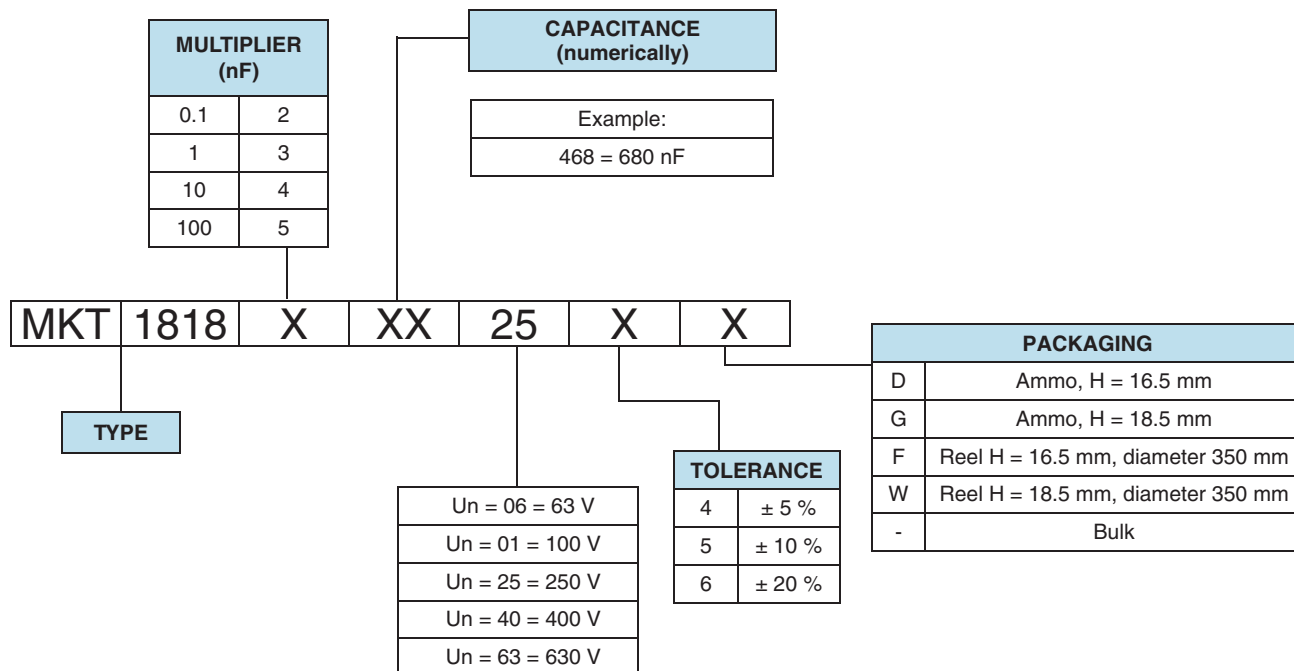 MULTIPLIER
(nF)
0.1 2
1 3
10 4
100 5
CAPACITANCE
(numerically)
Example:
468 = 680 nF
MKT 1818 X XX 25 X X
TYPE
Un = 06 = 63 V
Un = 01 = 100 V
Un = 25 = 250 V
Un = 40 = 400 V
Un = 63 = 630 V
TOLERANCE
4 ± 5 %
5 ± 10 %
6 ± 20 %
PACKAGING
D Ammo, H = 16.5 mm
G Ammo, H = 18.5 mm
F Reel H = 16.5 mm, diameter 350 mm
W Reel H = 18.5 mm, diameter 350 mm
- Bulk